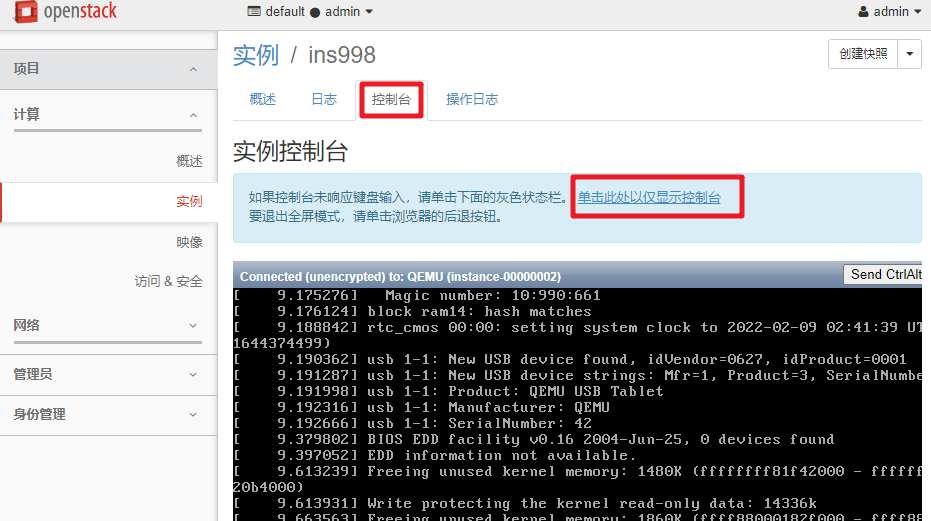 openstack
default ● admin
admin
项目
计算
概述
实例
映像
访问 & 安全
网络
管理员
身份管理
实例 / ins998
创建快照
概述 日志 控制台 操作日志
实例控制台
如果控制台未响应键盘输入，请单击下面的灰色状态栏。单击此处以仅显示控制台
要退出全屏模式，请单击浏览器的后退按钮。
Connected (unencrypted) to: QEMU (instance-00000002)
Send CtrlAlt
[    9.175276]   Magic number: 10:990:661
[    9.176124] block ram14: hash matches
[    9.188842] rtc_cmos 00:00: setting system clock to 2022-02-09 02:41:39 UT
1644374499)
[    9.190362] usb 1-1: New USB device found, idVendor=0627, idProduct=0001
[    9.191287] usb 1-1: New USB device strings: Mfr=1, Product=3, SerialNumbe
[    9.191998] usb 1-1: Product: QEMU USB Tablet
[    9.192316] usb 1-1: Manufacturer: QEMU
[    9.192666] usb 1-1: SerialNumber: 42
[    9.379802] BIOS EDD facility v0.16 2004-Jun-25, 0 devices found
[    9.397052] EDD information not available.
[    9.613239] Freeing unused kernel memory: 1480K (ffffffff81f42000 - ffffff
20b4000)
[    9.613931] Write protecting the kernel read-only data: 14336k
[    9.663563] Freeing unused kernel memory: 1860K (ffff88000182f000 - ffff88